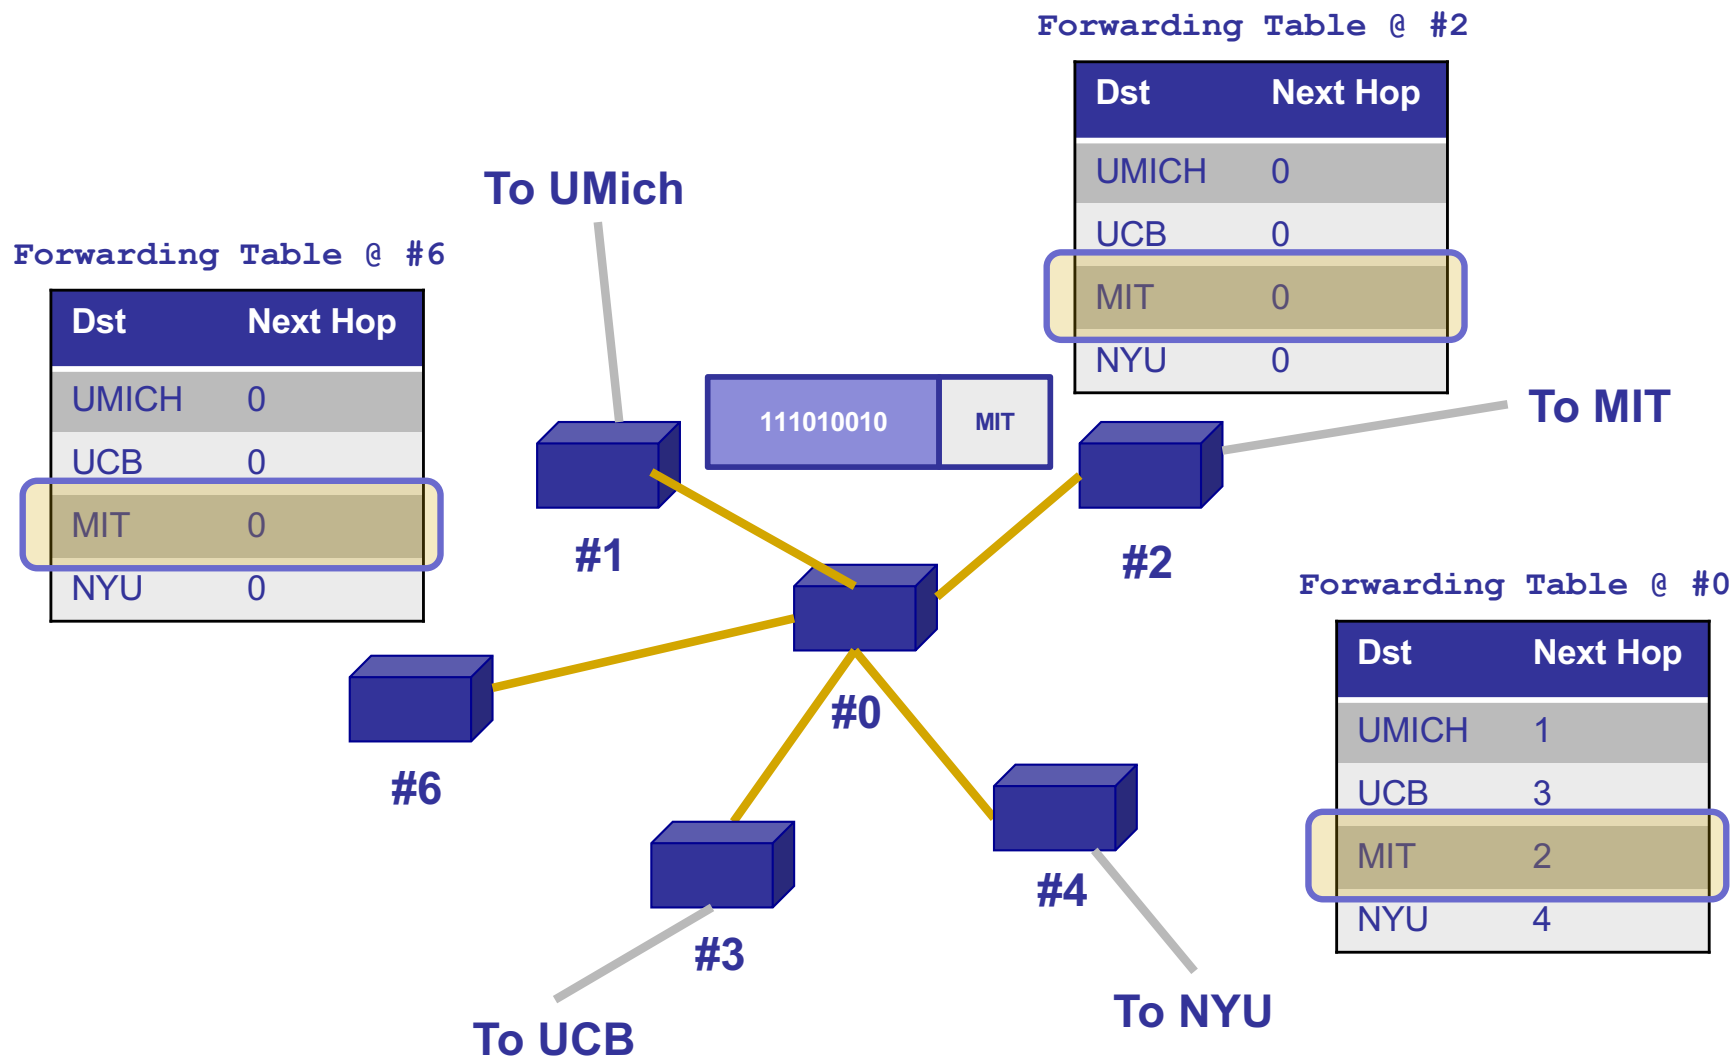 Forwarding Table @ #2
Dst Next Hop
UMICH 0
UCB 0
MIT 0
NYU 0
To UMich
Forwarding Table @ #6
Dst Next Hop
UMICH 0
UCB 0
MIT 0
NYU 0
111010010 MIT
To MIT
#1
#2
#0
#6
#3
#4
Forwarding Table @ #0
Dst Next Hop
UMICH 1
UCB 3
MIT 2
NYU 4
To NYU
To UCB